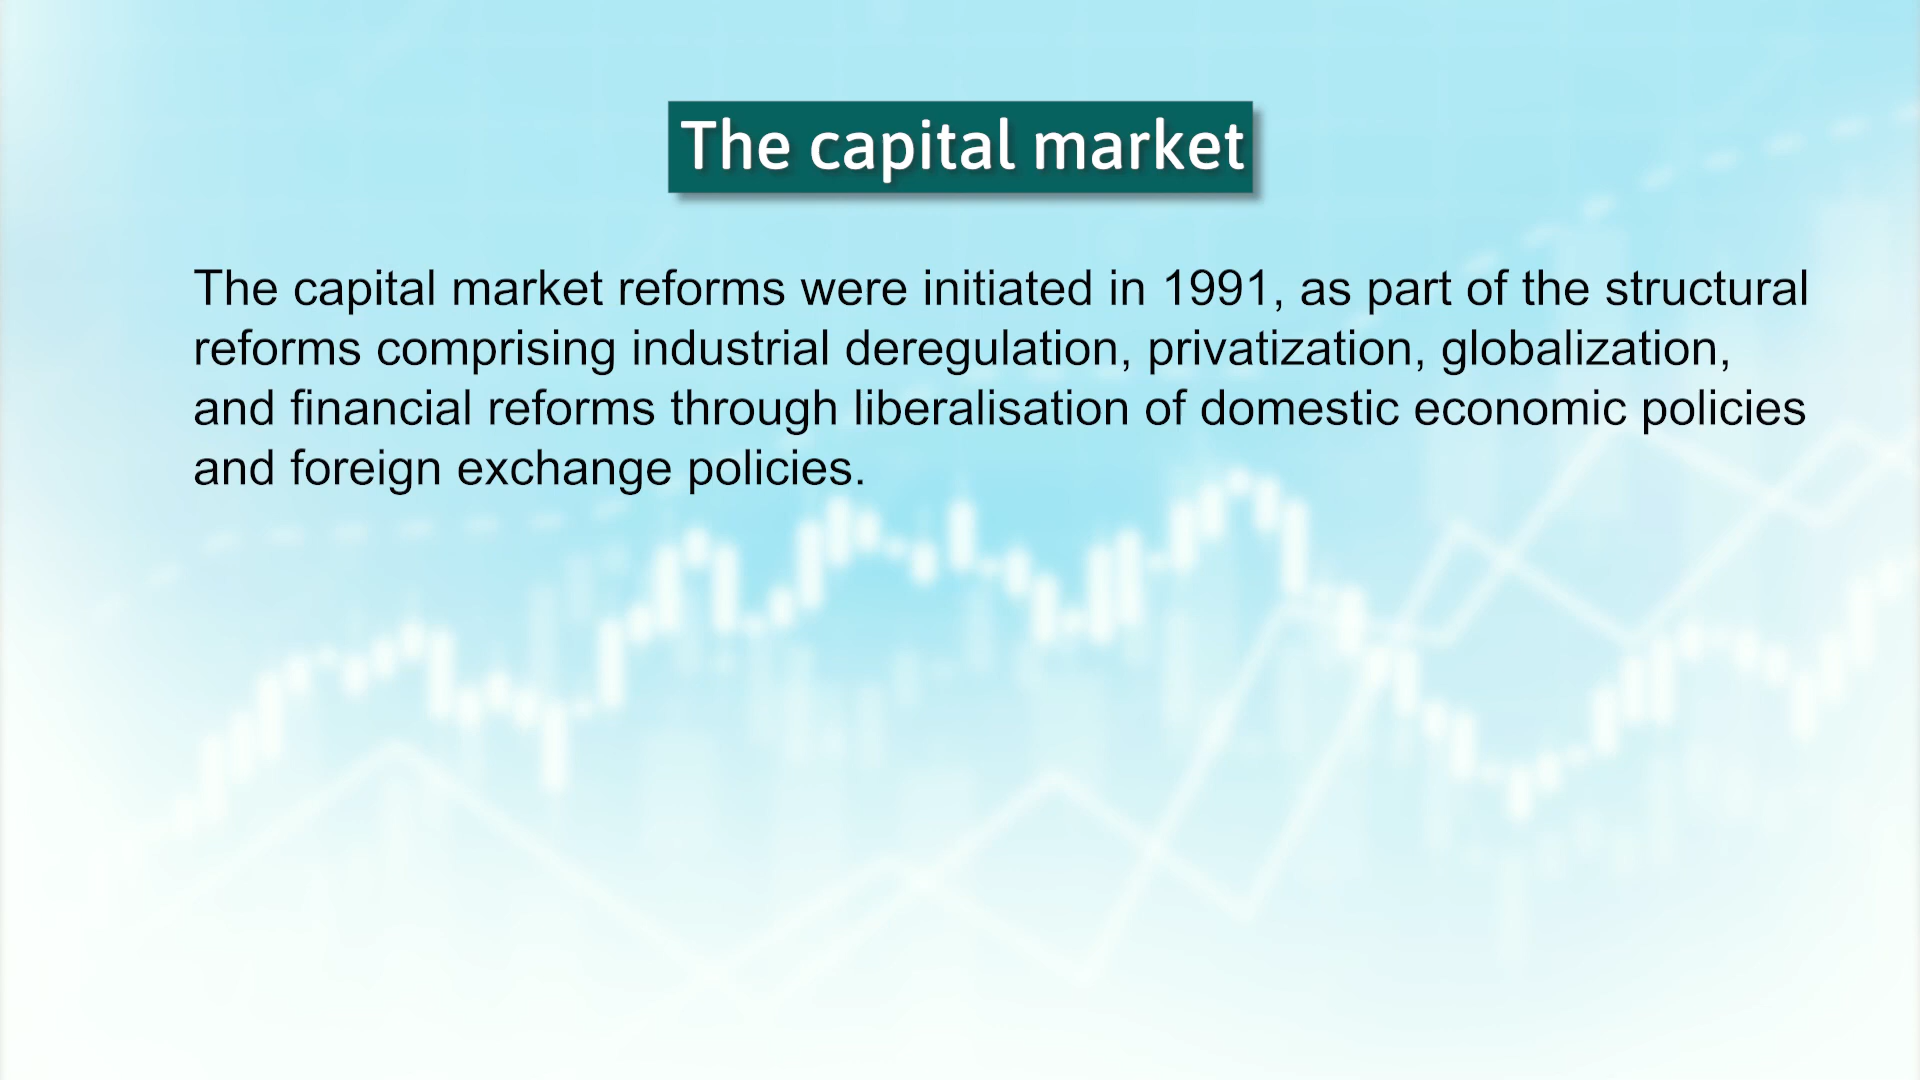 The capital market
The capital market reforms were initiated in 1991, as part of the structural
reforms comprising industrial deregulation, privatization, globalization,
and financial reforms through liberalisation of domestic economic policies
and foreign exchange policies.